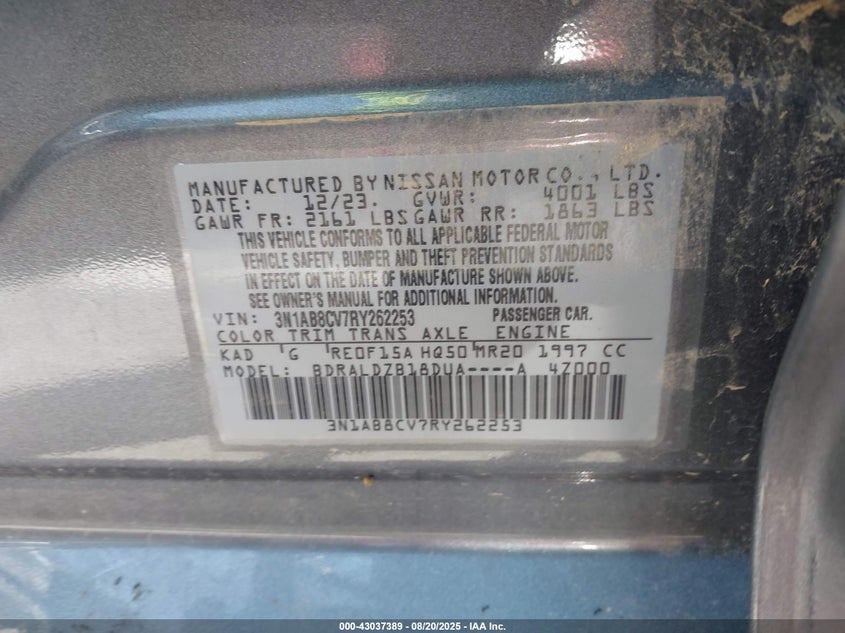 MANUFACTURED BY NISSAN MOTOR CO., LTD.
DATE: 12/23. GVWR: 4001 LBS
GAWR FR: 2161 LBS GAWR RR: 1863 LBS
THIS VEHICLE CONFORMS TO ALL APPLICABLE FEDERAL MOTOR
VEHICLE SAFETY, BUMPER AND THEFT PREVENTION STANDARDS
IN EFFECT ON THE DATE OF MANUFACTURE SHOWN ABOVE.
SEE OWNER'S MANUAL FOR ADDITIONAL INFORMATION
VIN: 3N1AB8CV7RY262253 PASSENGER CAR.
COLOR TRIM TRANS AXLE ENGINE
KAD G RE0F15A HQ50 MR20 1997 CC
MODEL: BDRALDZB18DUA----A 4Z000
3N1AB8CV7RY262253
000-43037389 - 08/20/2025 - IAA Inc.